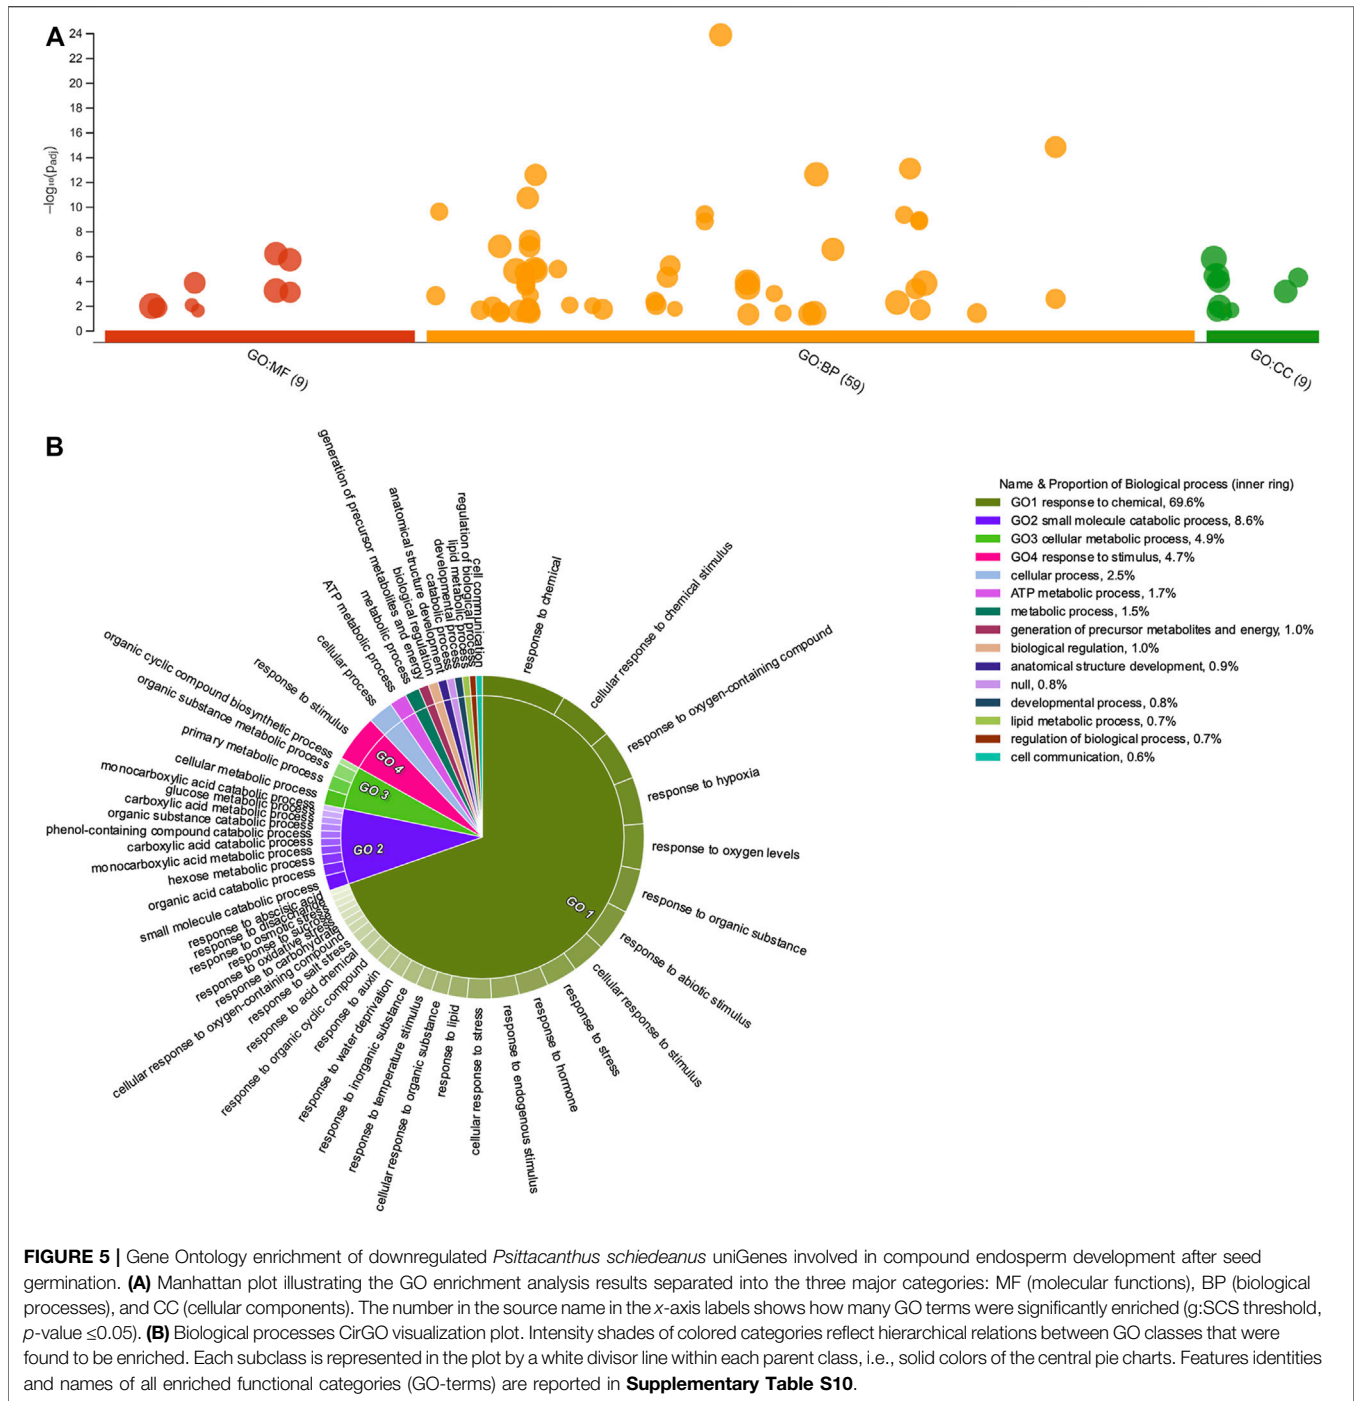 A
24
22
20
18
16
14
12
10
8
6
4
2
0
−log₁₀(padj)
GO:MF (9)
GO:BP (59)
GO:CC (9)
B
Name & Proportion of Biological process (inner ring)
GO1 response to chemical, 69.6%
GO2 small molecule catabolic process, 8.6%
GO3 cellular metabolic process, 4.9%
GO4 response to stimulus, 4.7%
cellular process, 2.5%
ATP metabolic process, 1.7%
metabolic process, 1.5%
generation of precursor metabolites and energy, 1.0%
biological regulation, 1.0%
anatomical structure development, 0.9%
null, 0.8%
developmental process, 0.8%
lipid metabolic process, 0.7%
regulation of biological process, 0.7%
cell communication, 0.6%
response to chemical
cellular response to chemical stimulus
response to oxygen-containing compound
response to hypoxia
response to oxygen levels
response to organic substance
response to abiotic stimulus
cellular response to stimulus
response to stress
response to hormone
response to endogenous stimulus
cellular response to stress
response to lipid
cellular response to organic substance
response to temperature stimulus
response to inorganic substance
response to water deprivation
response to auxin
response to organic cyclic compound
response to acid chemical
response to salt stress
cellular response to oxygen-containing compound
response to carbohydrate
response to oxidative stress
response to sucrose
response to osmotic stress
response to disaccharide
response to abscisic acid
small molecule catabolic process
organic acid catabolic process
hexose metabolic process
monocarboxylic acid metabolic process
carboxylic acid catabolic process
phenol-containing compound catabolic process
organic substance catabolic process
carboxylic acid metabolic process
glucose metabolic process
monocarboxylic acid catabolic process
cellular metabolic process
primary metabolic process
organic substance metabolic process
organic cyclic compound biosynthetic process
response to stimulus
cellular process
ATP metabolic process
metabolic process
generation of precursor metabolites and energy
biological regulation
anatomical structure development
catabolic process
developmental process
lipid metabolic process
regulation of biological process
cell communication
GO 1
GO 2
GO 3
GO 4
FIGURE 5 | Gene Ontology enrichment of downregulated Psittacanthus schiedeanus uniGenes involved in compound endosperm development after seed
germination. (A) Manhattan plot illustrating the GO enrichment analysis results separated into the three major categories: MF (molecular functions), BP (biological
processes), and CC (cellular components). The number in the source name in the x-axis labels shows how many GO terms were significantly enriched (g:SCS threshold,
p-value ≤0.05). (B) Biological processes CirGO visualization plot. Intensity shades of colored categories reflect hierarchical relations between GO classes that were
found to be enriched. Each subclass is represented in the plot by a white divisor line within each parent class, i.e., solid colors of the central pie charts. Features identities
and names of all enriched functional categories (GO-terms) are reported in Supplementary Table S10.